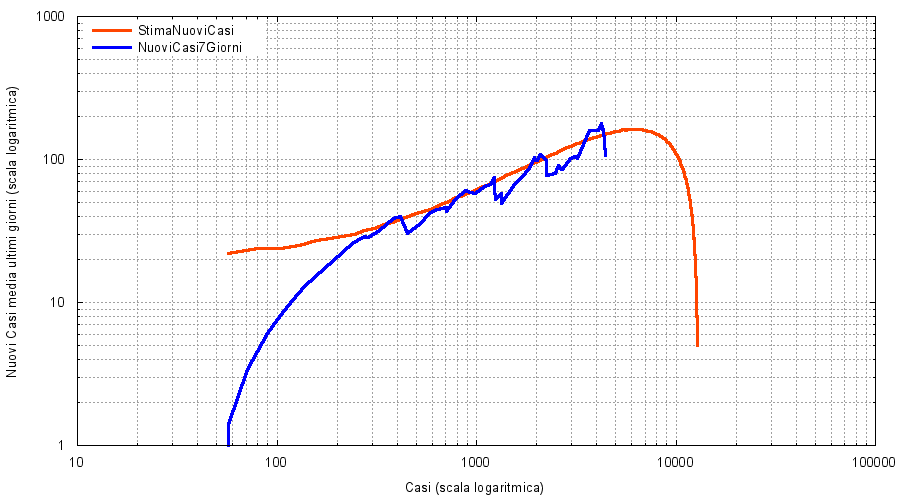 1000
StimaNuoviCasi
NuoviCasi7Giorni
100
10
1
Nuovi Casi media ultimi giorni (scala logaritmica)
10 100 1000 10000 100000
Casi (scala logaritmica)